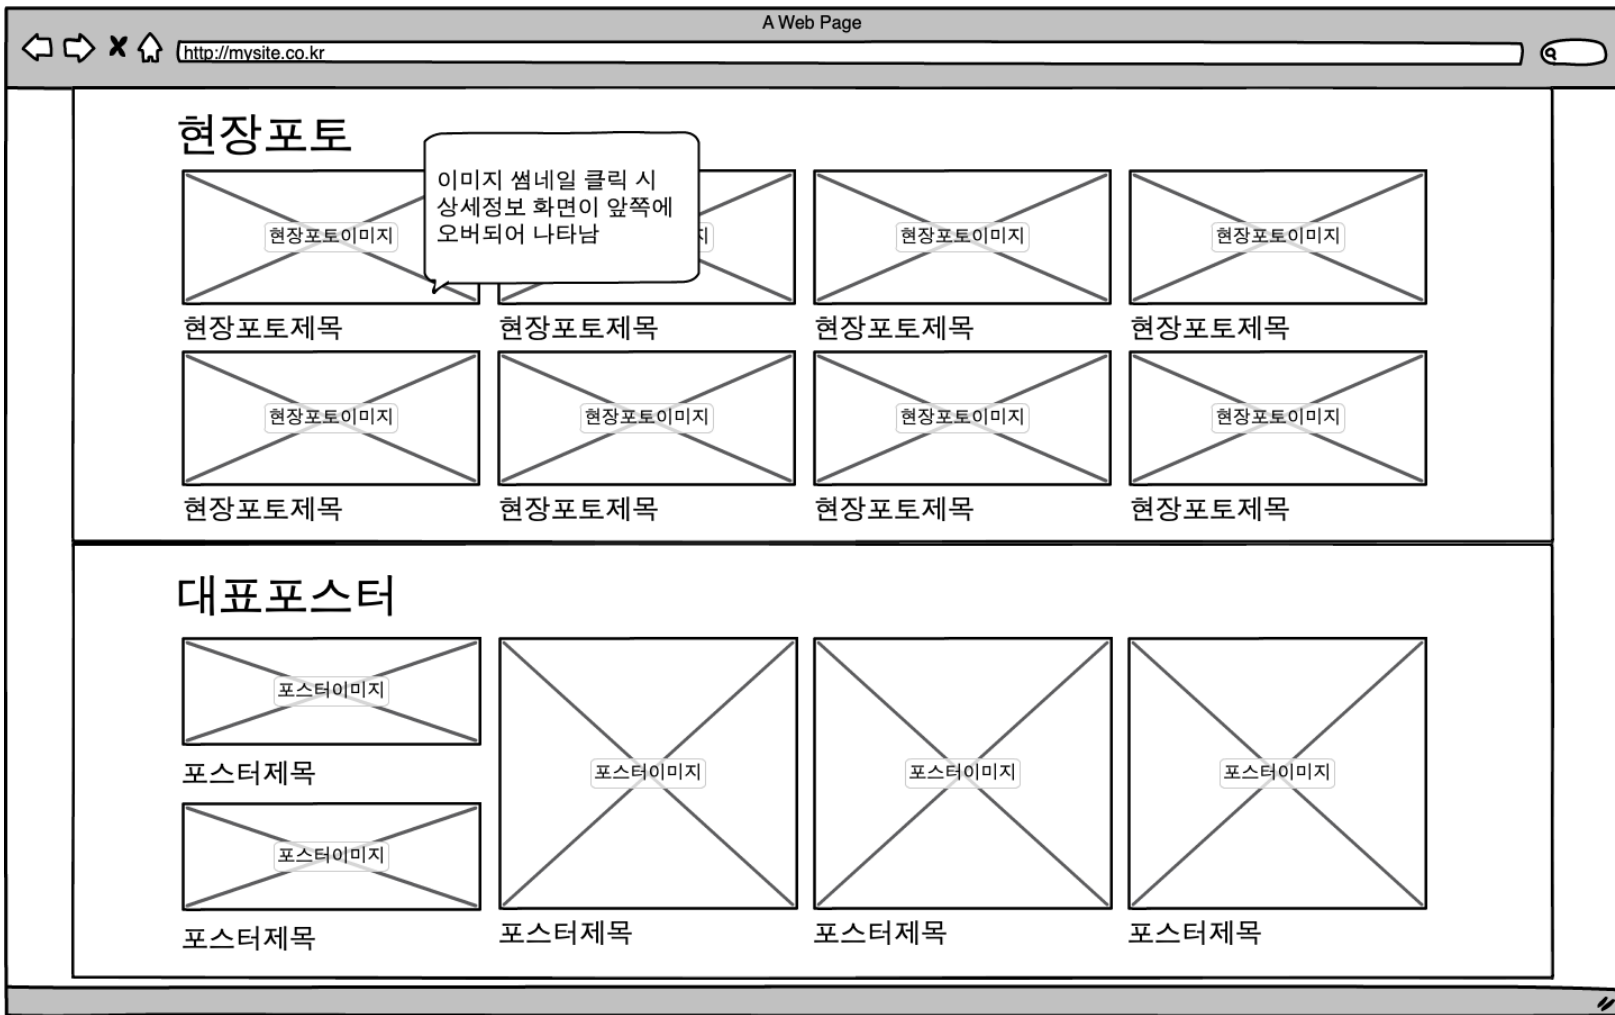 A Web Page
http://mysite.co.kr
현장포토
이미지 썸네일 클릭 시
상세정보 화면이 앞쪽에
오버되어 나타남
현장포토이미지
지
현장포토이미지
현장포토이미지
현장포토제목
현장포토제목
현장포토제목
현장포토제목
현장포토이미지
현장포토이미지
현장포토이미지
현장포토이미지
현장포토제목
현장포토제목
현장포토제목
현장포토제목
대표포스터
포스터이미지
포스터제목
포스터이미지
포스터제목
포스터이미지
포스터제목
포스터이미지
포스터제목
포스터이미지
포스터제목